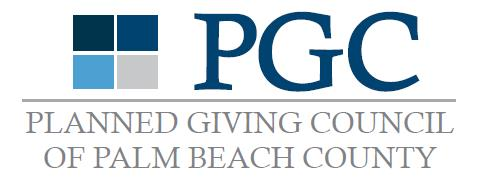 PGC
PLANNED GIVING COUNCIL
OF PALM BEACH COUNTY